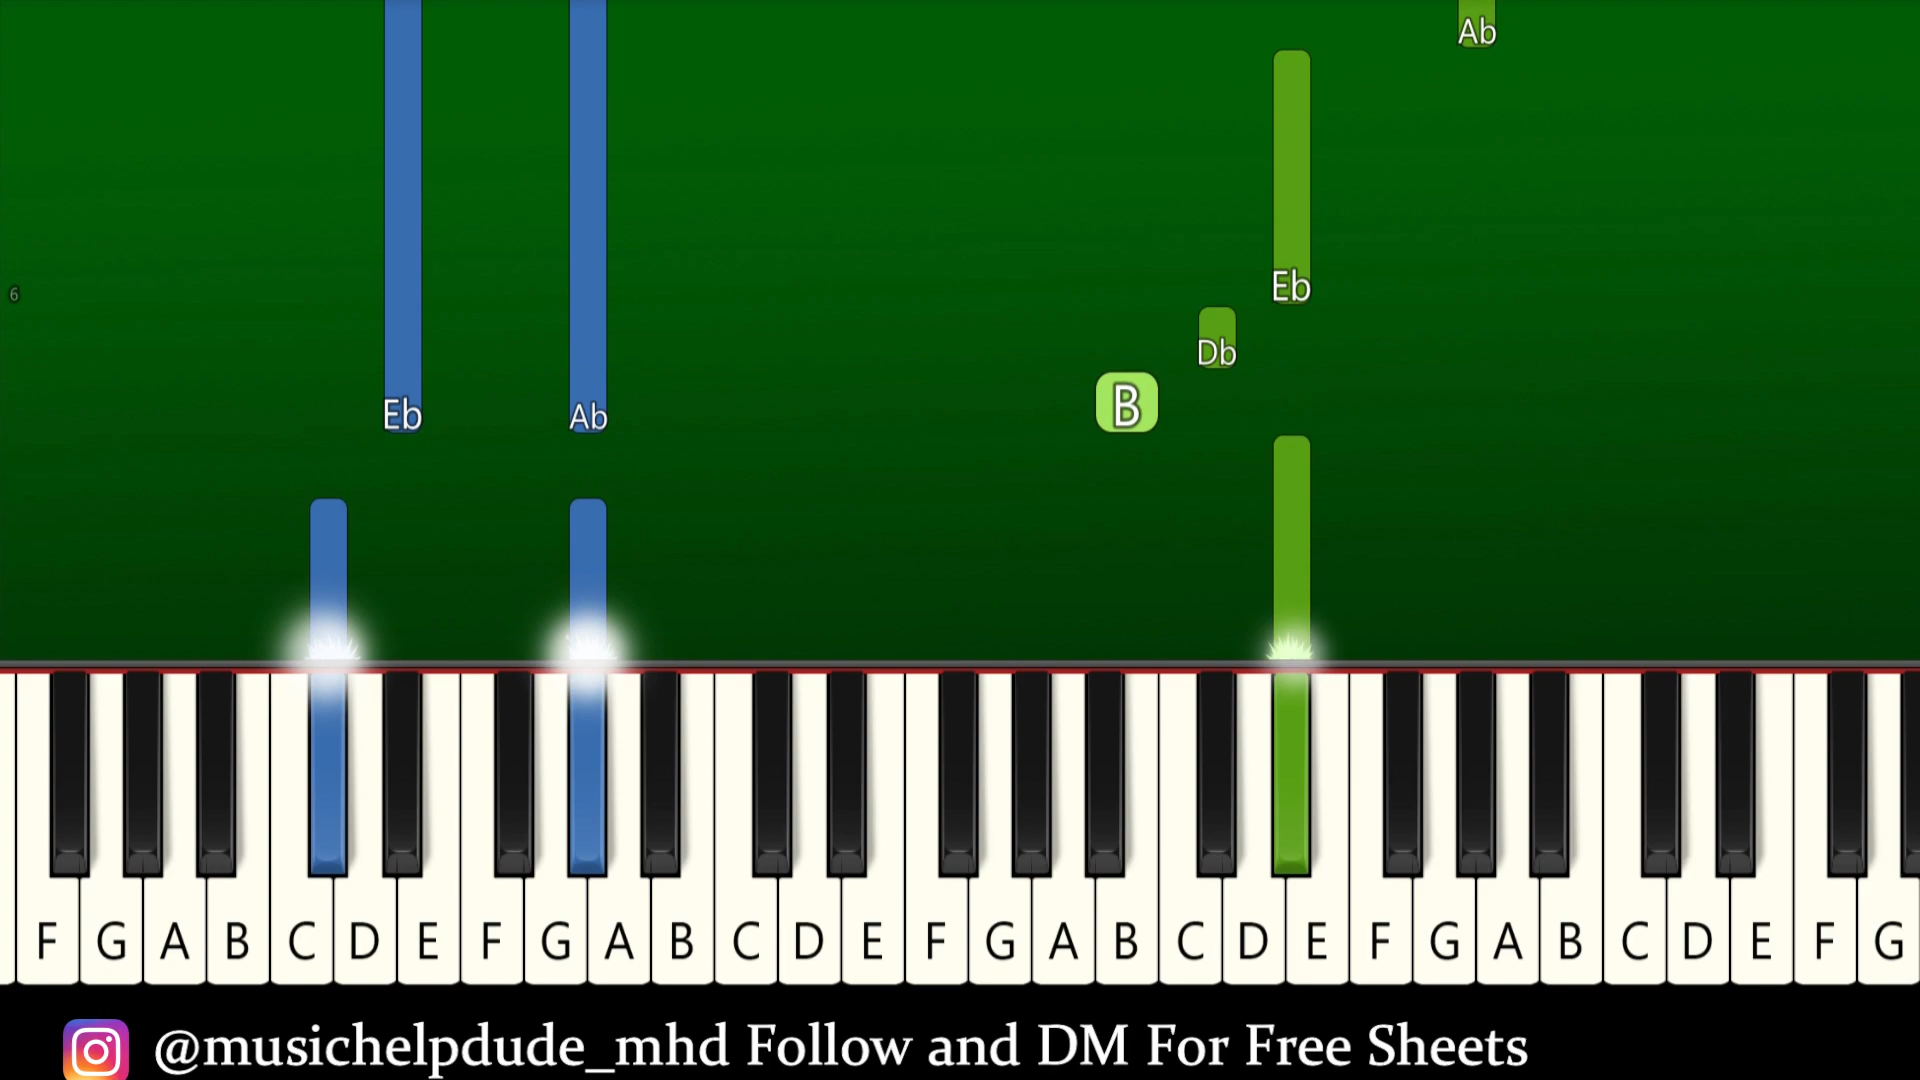 Ab
Eb
6
Db
B
Eb Ab
F G A B C D E F G A B C D E F G A B C D E F G A B C D E F G
@musichelpdude_mhd Follow and DM For Free Sheets